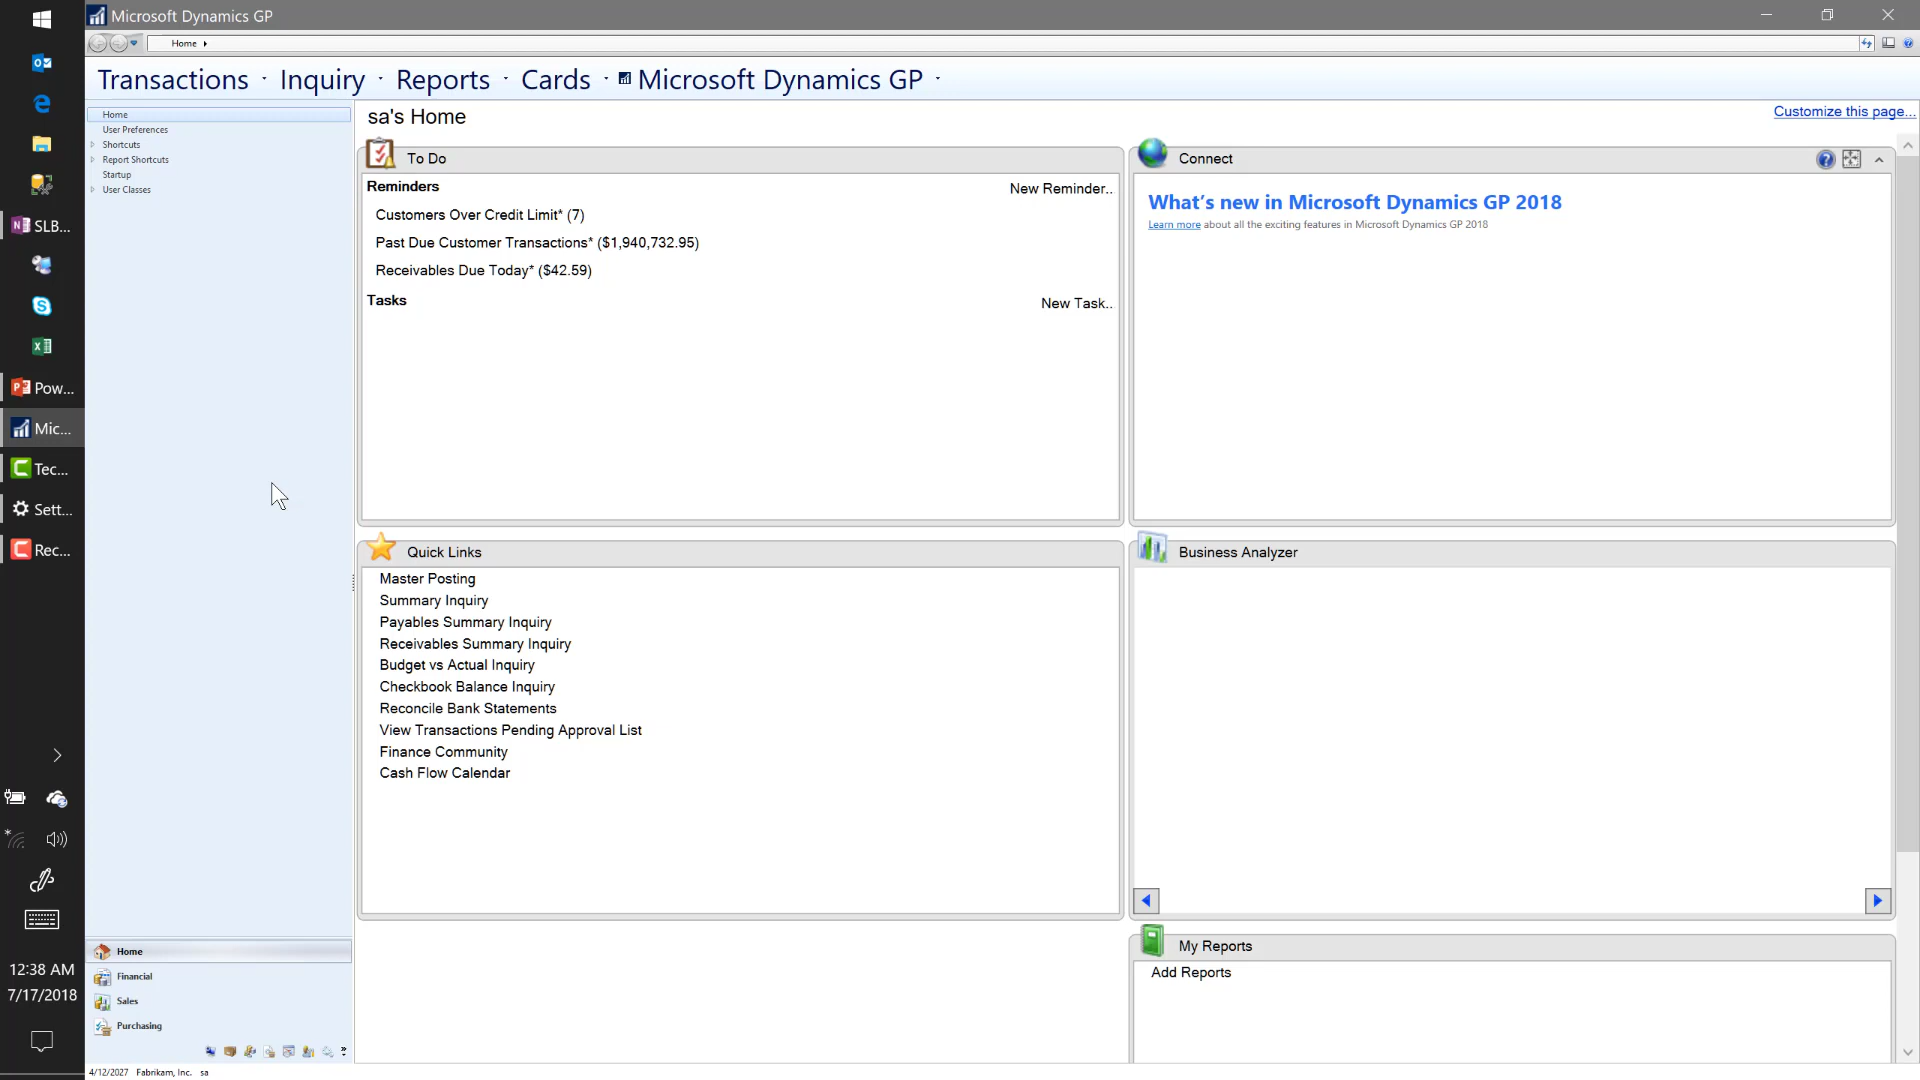 Microsoft Dynamics GP
Home
Transactions Inquiry Reports Cards Microsoft Dynamics GP
Home
User Preferences
Shortcuts
Report Shortcuts
Startup
User Classes
sa's Home
Customize this page...
To Do
Reminders
New Reminder..
Customers Over Credit Limit* (7)
Past Due Customer Transactions* ($1,940,732.95)
Receivables Due Today* ($42.59)
Tasks
New Task..
Connect
What's new in Microsoft Dynamics GP 2018
Learn more about all the exciting features in Microsoft Dynamics GP 2018
Quick Links
Master Posting
Summary Inquiry
Payables Summary Inquiry
Receivables Summary Inquiry
Budget vs Actual Inquiry
Checkbook Balance Inquiry
Reconcile Bank Statements
View Transactions Pending Approval List
Finance Community
Cash Flow Calendar
Business Analyzer
My Reports
Add Reports
SLB...
Pow...
Mic...
Tec...
Sett...
Rec...
12:38 AM
7/17/2018
Home
Financial
Sales
Purchasing
4/12/2027 Fabrikam, Inc. sa